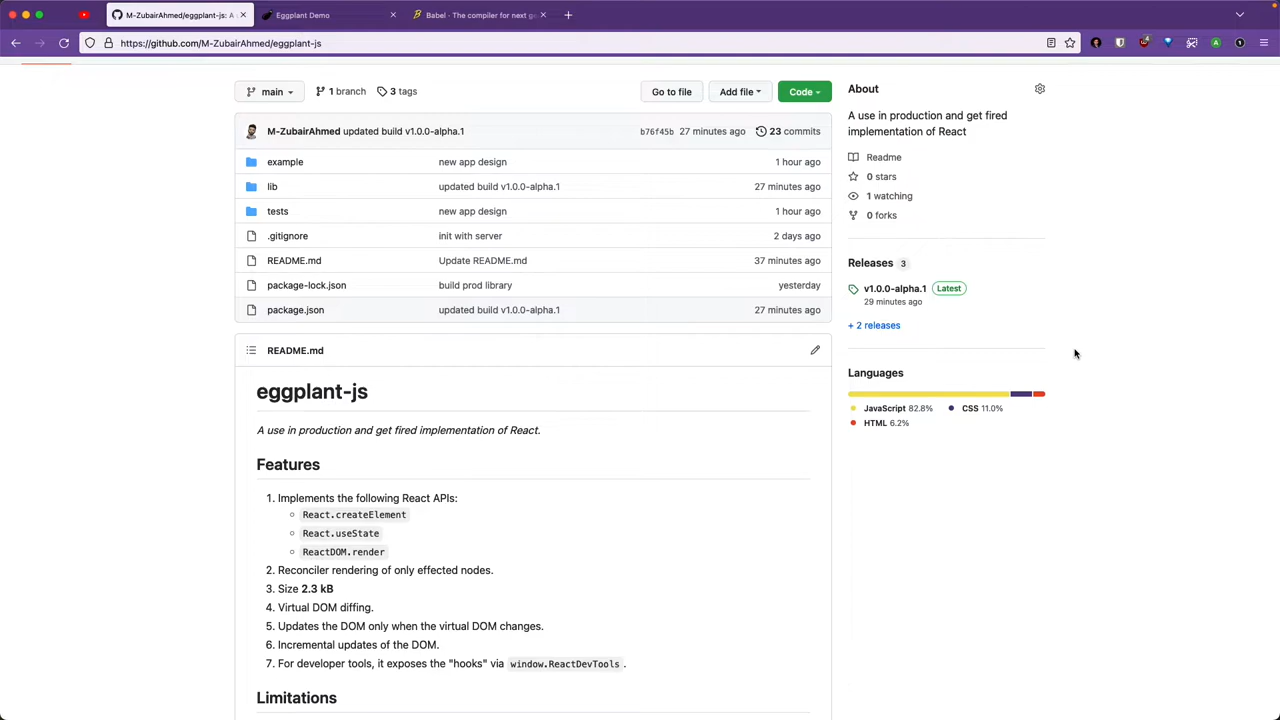 M-ZubairAhmed/eggplant-js: A
Eggplant Demo
Babel · The compiler for next ge
https://github.com/M-ZubairAhmed/eggplant-js
main
1 branch
3 tags
Go to file
Add file
Code
M-ZubairAhmed updated build v1.0.0-alpha.1
b76f45b 27 minutes ago
23 commits
example new app design 1 hour ago
lib updated build v1.0.0-alpha.1 27 minutes ago
tests new app design 1 hour ago
.gitignore init with server 2 days ago
README.md Update README.md 37 minutes ago
package-lock.json build prod library yesterday
package.json updated build v1.0.0-alpha.1 27 minutes ago
README.md
eggplant-js
A use in production and get fired implementation of React.
Features
1. Implements the following React APIs:
React.createElement
React.useState
ReactDOM.render
2. Reconciler rendering of only effected nodes.
3. Size 2.3 kB
4. Virtual DOM diffing.
5. Updates the DOM only when the virtual DOM changes.
6. Incremental updates of the DOM.
7. For developer tools, it exposes the "hooks" via window.ReactDevTools.
Limitations
About
A use in production and get fired
implementation of React
Readme
0 stars
1 watching
0 forks
Releases 3
v1.0.0-alpha.1 Latest
29 minutes ago
+ 2 releases
Languages
JavaScript 82.8% CSS 11.0%
HTML 6.2%